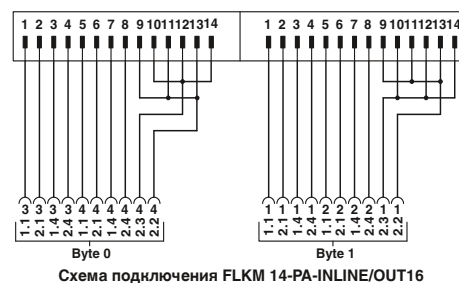 1 2 3 4 5 6 7 8 9 10 11 12 13 14
1 2 3 4 5 6 7 8 9 10 11 12 13 14
3 3 3 3 4 4 4 4 4 4
1.1 2.1 1.4 2.4 1.1 2.1 1.4 2.4 2.3 2.2
1 1 1 1 2 2 2 2 1 1
1.1 2.1 1.4 2.4 1.1 2.1 1.4 2.4 2.3 2.2
Byte 0
Byte 1
Схема подключения FLKM 14-PA-INLINE/OUT16